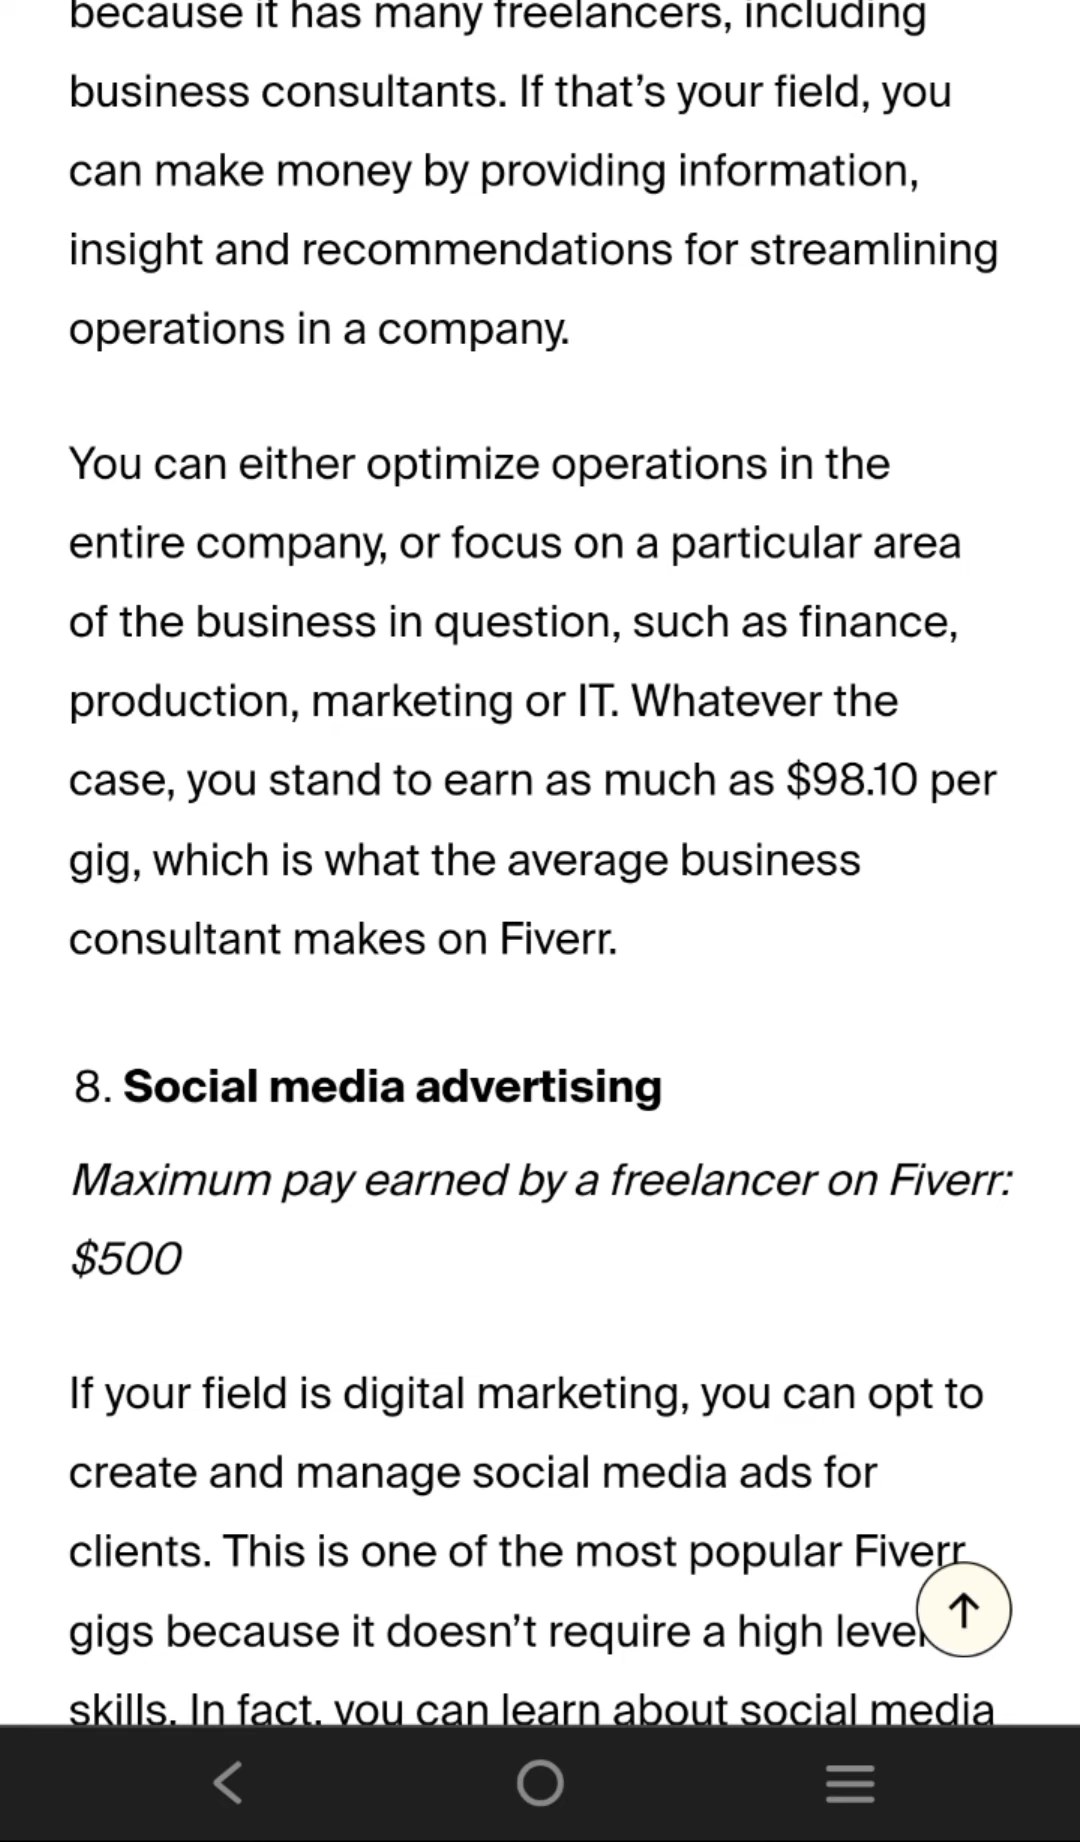 because it has many freelancers, including
business consultants. If that’s your field, you
can make money by providing information,
insight and recommendations for streamlining
operations in a company.
You can either optimize operations in the
entire company, or focus on a particular area
of the business in question, such as finance,
production, marketing or IT. Whatever the
case, you stand to earn as much as $98.10 per
gig, which is what the average business
consultant makes on Fiverr.
8. Social media advertising
Maximum pay earned by a freelancer on Fiverr:
$500
If your field is digital marketing, you can opt to
create and manage social media ads for
clients. This is one of the most popular Fiverr
gigs because it doesn’t require a high level
skills. In fact, you can learn about social media